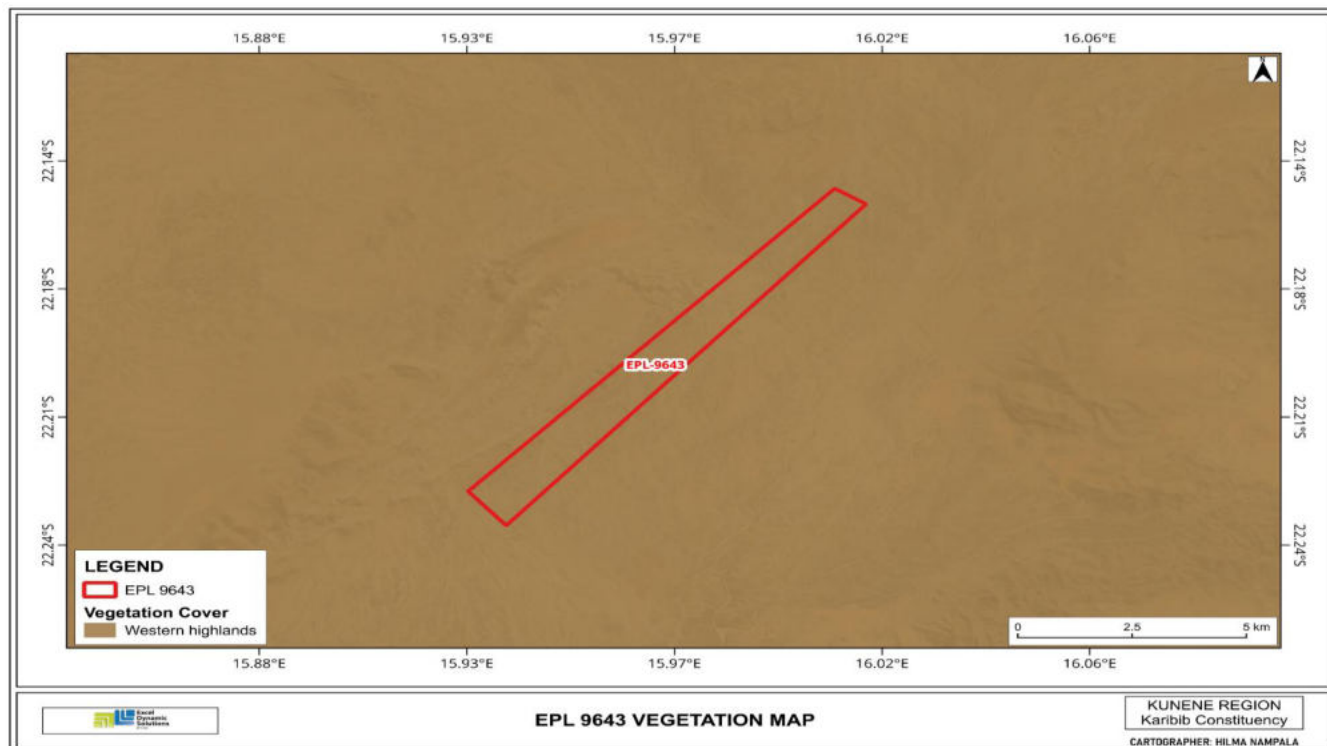 15.88°E 15.93°E 15.97°E 16.02°E 16.06°E
N
22.14°S 22.14°S
22.18°S 22.18°S
EPL-9643
22.21°S 22.21°S
22.24°S 22.24°S
LEGEND
EPL 9643
Vegetation Cover
Western highlands
0 2.5 5 km
15.88°E 15.93°E 15.97°E 16.02°E 16.06°E
Excel
Dynamic
Solutions
EPL 9643 VEGETATION MAP
KUNENE REGION
Karibib Constituency
CARTOGRAPHER: HILMA NAMPALA